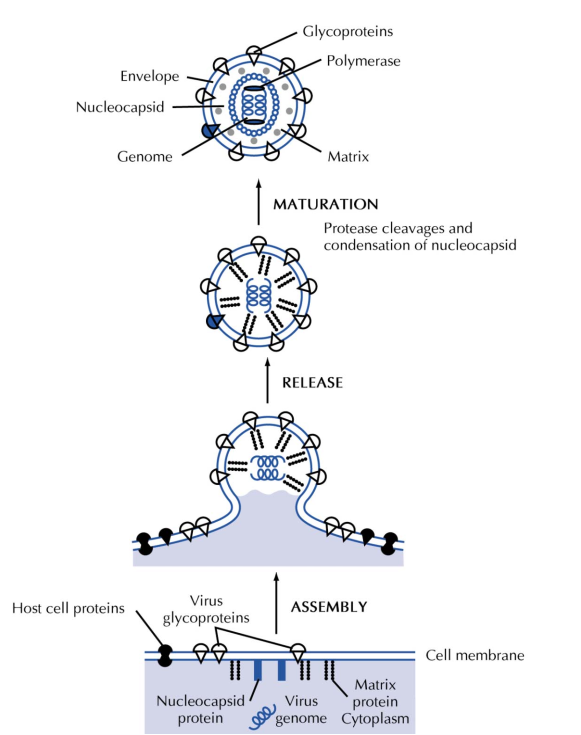 Glycoproteins
Polymerase
Envelope
Nucleocapsid
Genome
Matrix
MATURATION
Protease cleavages and
condensation of nucleocapsid
RELEASE
ASSEMBLY
Host cell proteins
Virus
glycoproteins
Cell membrane
Nucleocapsid
protein
Virus
genome
Matrix
protein
Cytoplasm